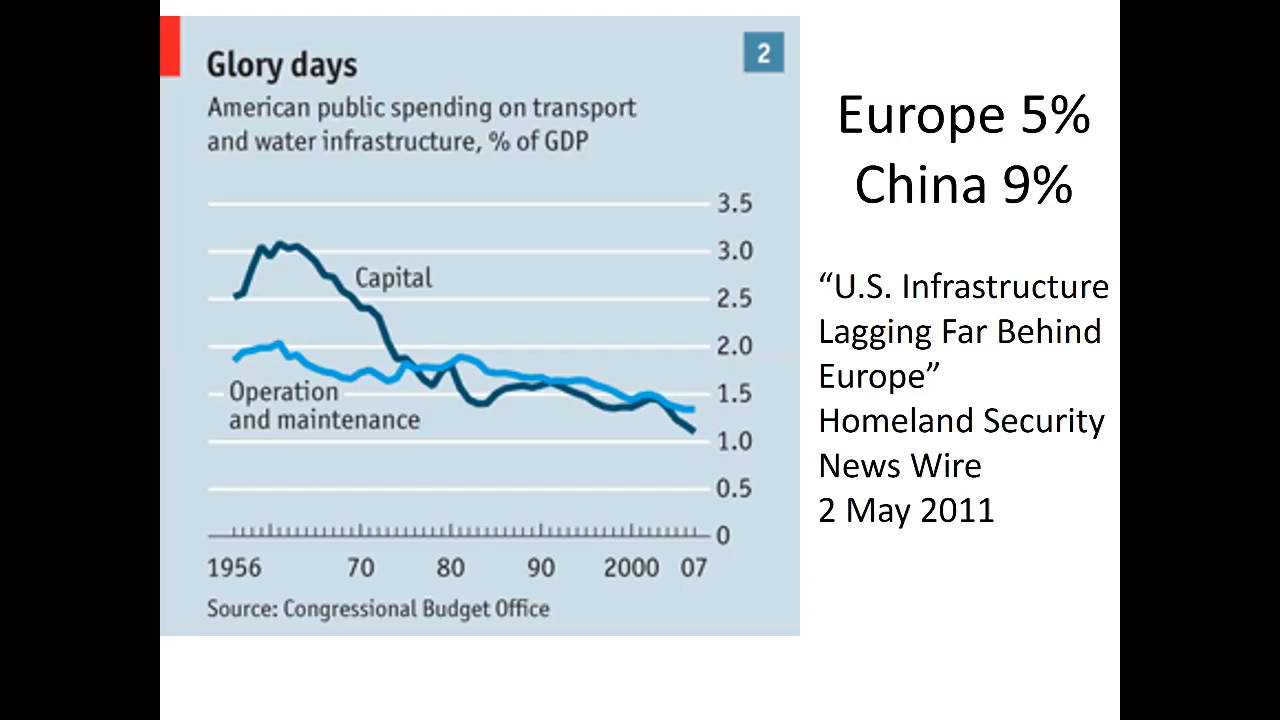 Glory days
2
American public spending on transport
and water infrastructure, % of GDP
3.5
3.0
Capital
2.5
2.0
Operation
and maintenance
1.5
1.0
0.5
0
1956 70 80 90 2000 07
Source: Congressional Budget Office
Europe 5%
China 9%
“U.S. Infrastructure
Lagging Far Behind
Europe”
Homeland Security
News Wire
2 May 2011